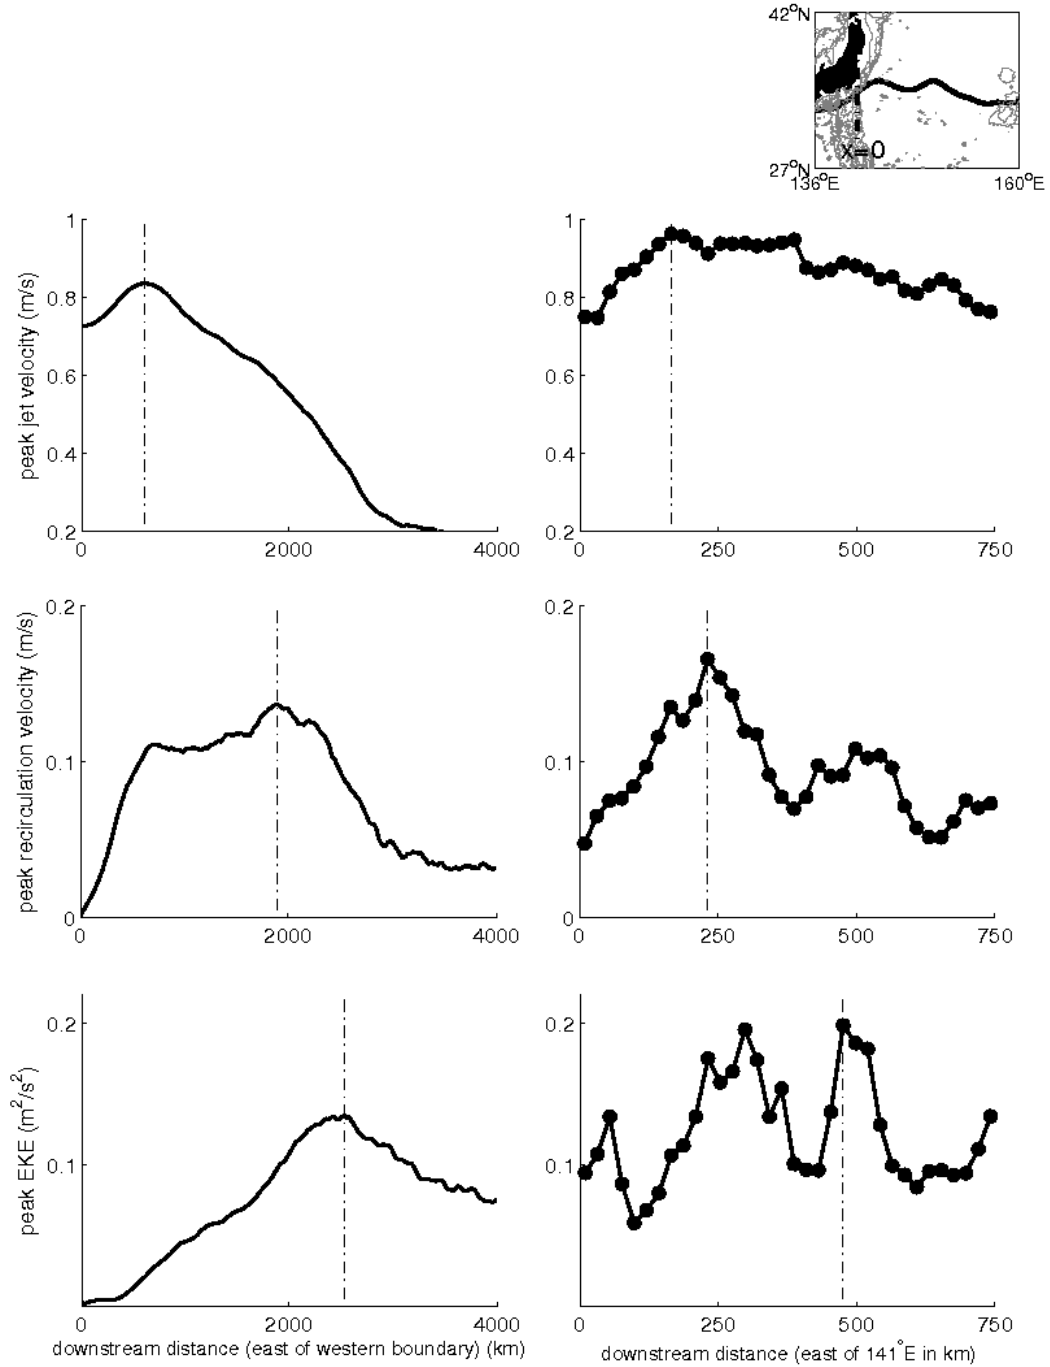 42°N
x=0
27°N
136°E 160°E
peak jet velocity (m/s)
1
0.8
0.6
0.4
0.2
0 2000 4000
1
0.8
0.6
0.4
0.2
0 250 500 750
peak recirculation velocity (m/s)
0.2
0.1
0
0 2000 4000
0.2
0.1
0
0 250 500 750
peak EKE (m²/s²)
0.2
0.1
0 2000 4000
downstream distance (east of western boundary) (km)
0.2
0.1
0 250 500 750
downstream distance (east of 141°E in km)